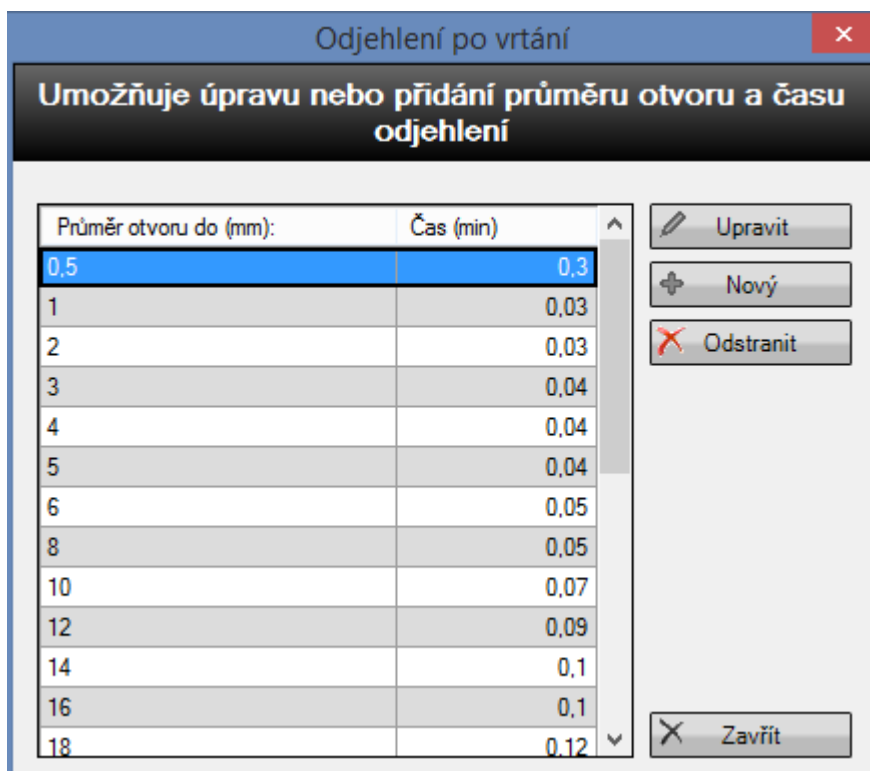 Odjehlení po vrtání
Umožňuje úpravu nebo přidání průměru otvoru a času
odjehlení
Průměr otvoru do (mm): Čas (min)
0,5 0,3
1 0,03
2 0,03
3 0,04
4 0,04
5 0,04
6 0,05
8 0,05
10 0,07
12 0,09
14 0,1
16 0,1
18 0,12
Upravit
Nový
Odstranit
Zavřít